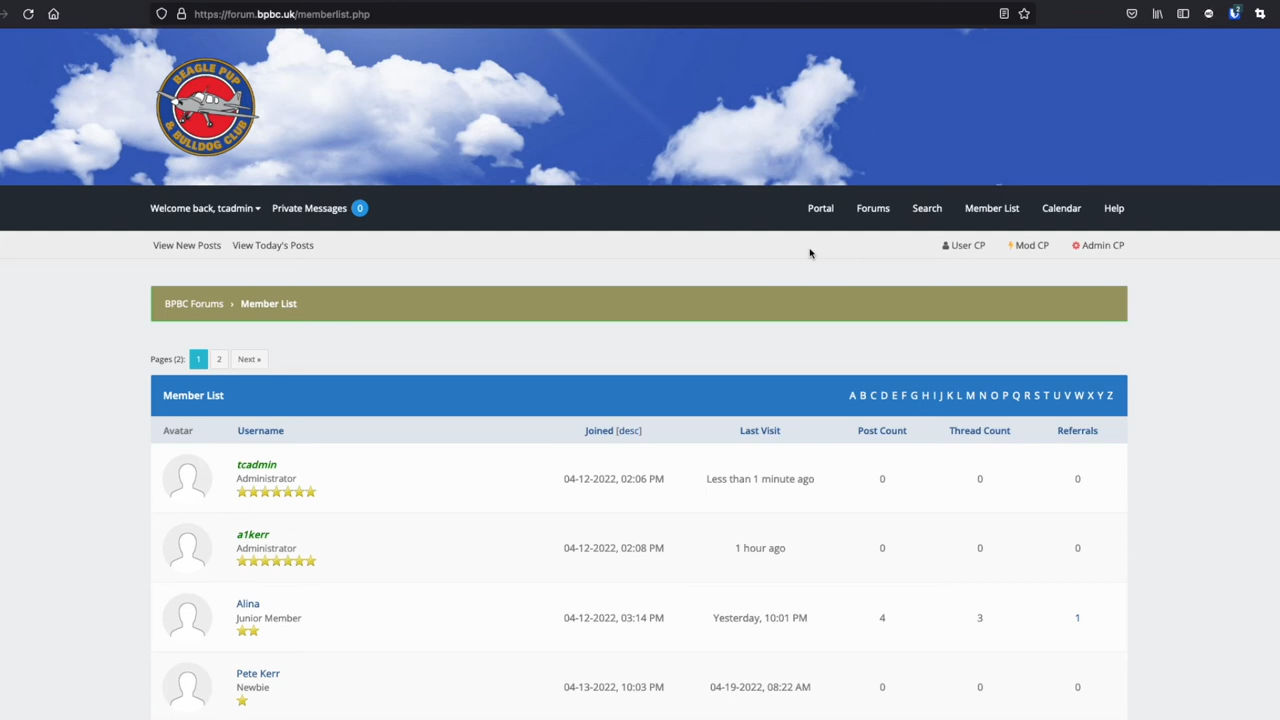 https://forum.bpbc.uk/memberlist.php
2
BEAGLE PUP
& BULLDOG CLUB
Welcome back, tcadmin Private Messages 0 Portal Forums Search Member List Calendar Help
View New Posts View Today's Posts User CP Mod CP Admin CP
BPBC Forums › Member List
Pages (2): 1 2 Next »
Member List A B C D E F G H I J K L M N O P Q R S T U V W X Y Z
Avatar Username Joined [desc] Last Visit Post Count Thread Count Referrals
tcadmin
Administrator 04-12-2022, 02:06 PM Less than 1 minute ago 0 0 0
a1kerr
Administrator 04-12-2022, 02:08 PM 1 hour ago 0 0 0
Alina
Junior Member 04-12-2022, 03:14 PM Yesterday, 10:01 PM 4 3 1
Pete Kerr
Newbie 04-13-2022, 10:03 PM 04-19-2022, 08:22 AM 0 0 0